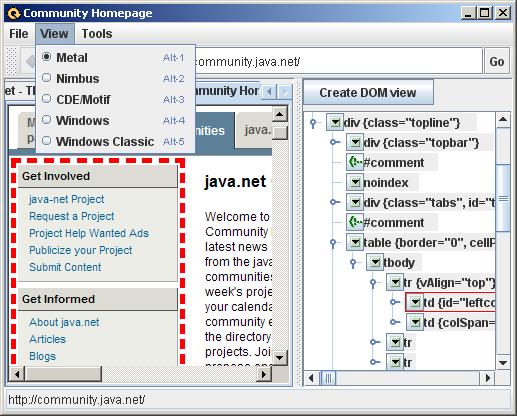 Community Homepage
File View Tools
community.java.net/
Go
Metal Alt-1
Nimbus Alt-2
CDE/Motif Alt-3
Windows Alt-4
Windows Classic Alt-5
et - T
mmunity Hor
M
p
nities
java.
Get Involved
java-net Project
Request a Project
Project Help Wanted Ads
Publicize your Project
Submit Content
Get Informed
About java.net
Articles
Blogs
java.net
Welcome to
Community
latest news
from the java
communities
week's proje
your calenda
community e
the directory
projects. Joi
Create DOM view
div {class="topline"}
div {class="topbar"}
#comment
noindex
div {class="tabs", id="t
#comment
table {border="0", cellP
tbody
tr {vAlign="top"}
td {id="leftco
td {colSpan=
tr
tr
http://community.java.net/